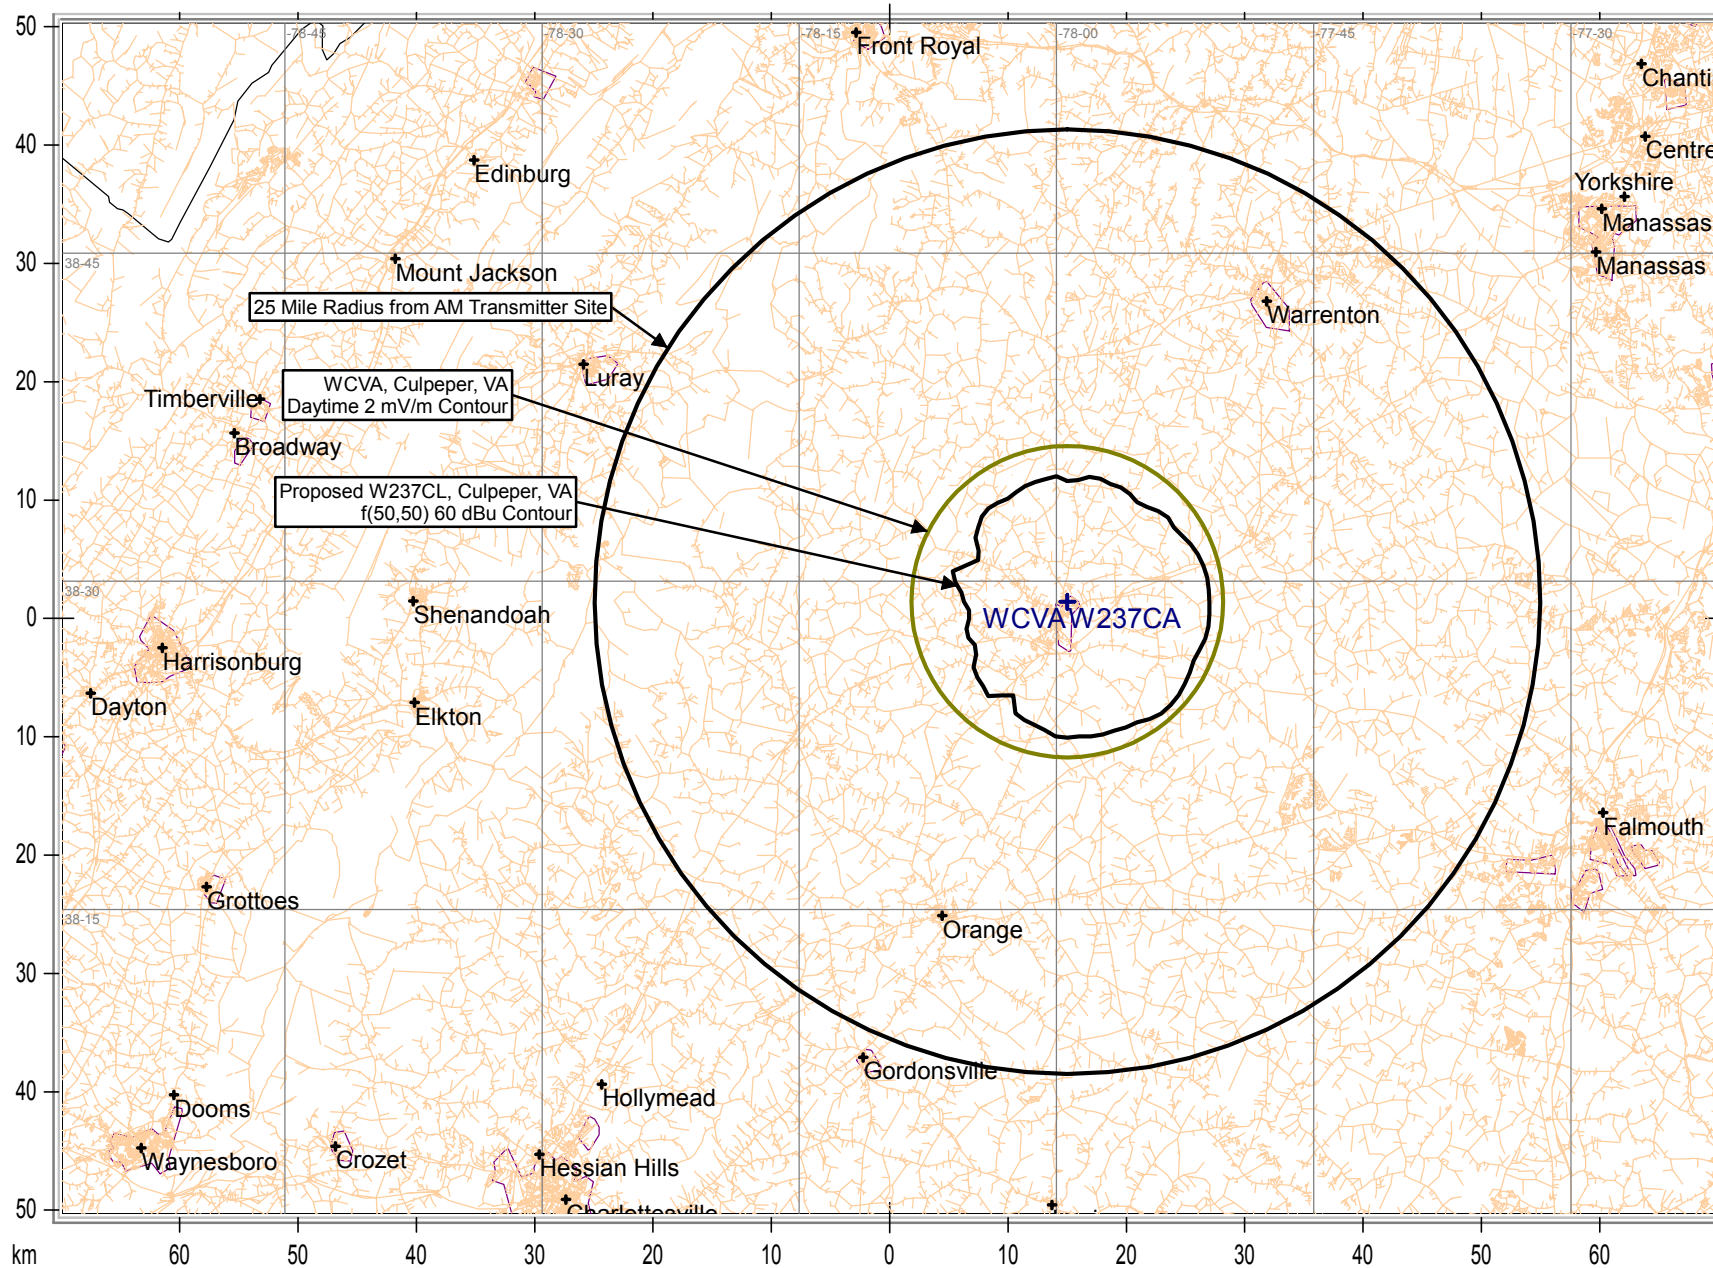 50
-78-45
-78-30
-78-15
-78-00
-77-45
-77-30
Front Royal
Chanti
40
Centre
Edinburg
Yorkshire
Manassas
30
38-45
Mount Jackson
Manassas
25 Mile Radius from AM Transmitter Site
Warrenton
20
Luray
WCVA, Culpeper, VA
Daytime 2 mV/m Contour
Timberville
Broadway
10
Proposed W237CL, Culpeper, VA
f(50,50) 60 dBu Contour
38-30
0
Shenandoah
WCVA W237CA
Harrisonburg
Dayton
Elkton
10
Falmouth
20
Grottoes
38-15
Orange
30
Gordonsville
40
Hollymead
Dooms
Waynesboro
Crozet
Hessian Hills
Charlottesville
50
km
60
50
40
30
20
10
0
10
20
30
40
50
60